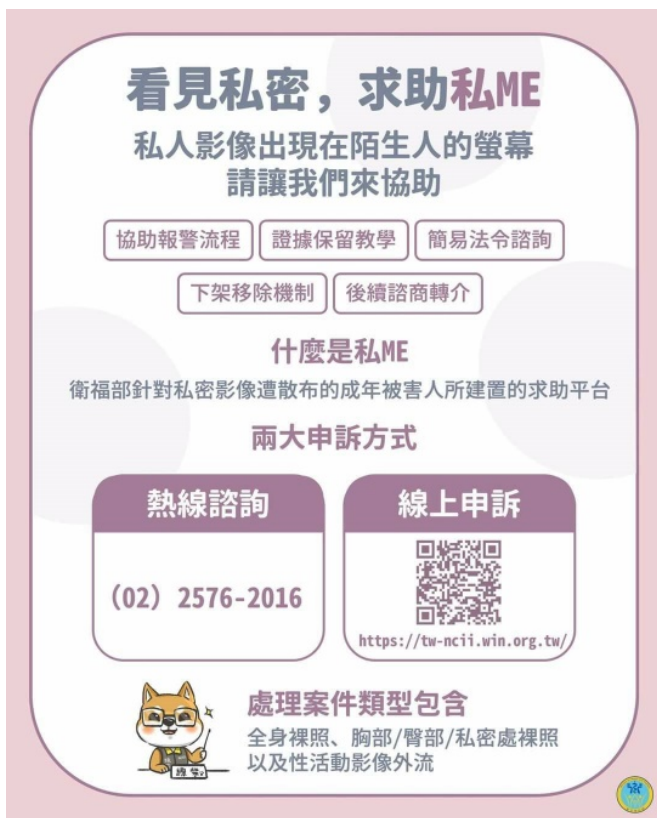 看見私密，求助私ME
私人影像出現在陌生人的螢幕
請讓我們來協助
協助報警流程 證據保留教學 簡易法令諮詢
下架移除機制 後續諮商轉介
什麼是私ME
衛福部針對私密影像遭散布的成年被害人所建置的求助平台
兩大申訴方式
熱線諮詢
(02) 2576-2016
線上申訴
https://tw-ncii.win.org.tw/
處理案件類型包含
全身裸照、胸部/臀部/私密處裸照
以及性活動影像外流